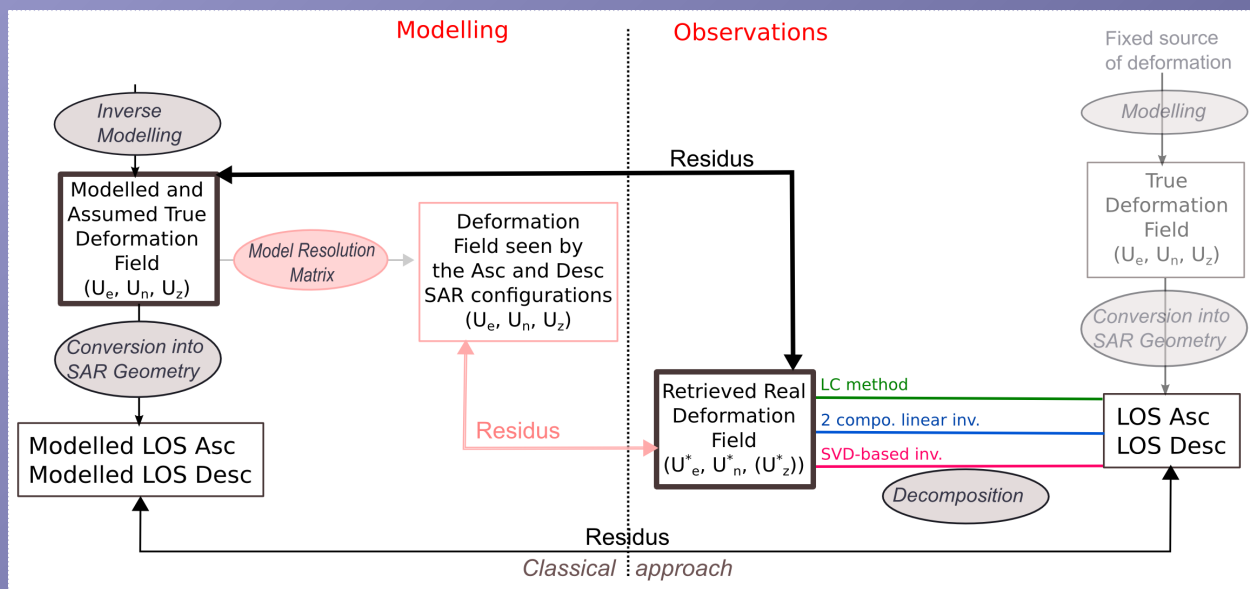 Modelling
Observations
Fixed source
of deformation
Inverse
Modelling
Modelling
Residus
Modelled and
Assumed True
Deformation
Field
(Ue, Un, Uz)
Model Resolution
Matrix
Deformation
Field seen by
the Asc and Desc
SAR configurations
(Ue, Un, Uz)
True
Deformation
Field
(Ue, Un, Uz)
Conversion into
SAR Geometry
Conversion into
SAR Geometry
Residus
Retrieved Real
Deformation
Field
(U*e, U*n, (U*z))
LC method
2 compo. linear inv.
SVD-based inv.
Decomposition
LOS Asc
LOS Desc
Modelled LOS Asc
Modelled LOS Desc
Residus
Classical approach